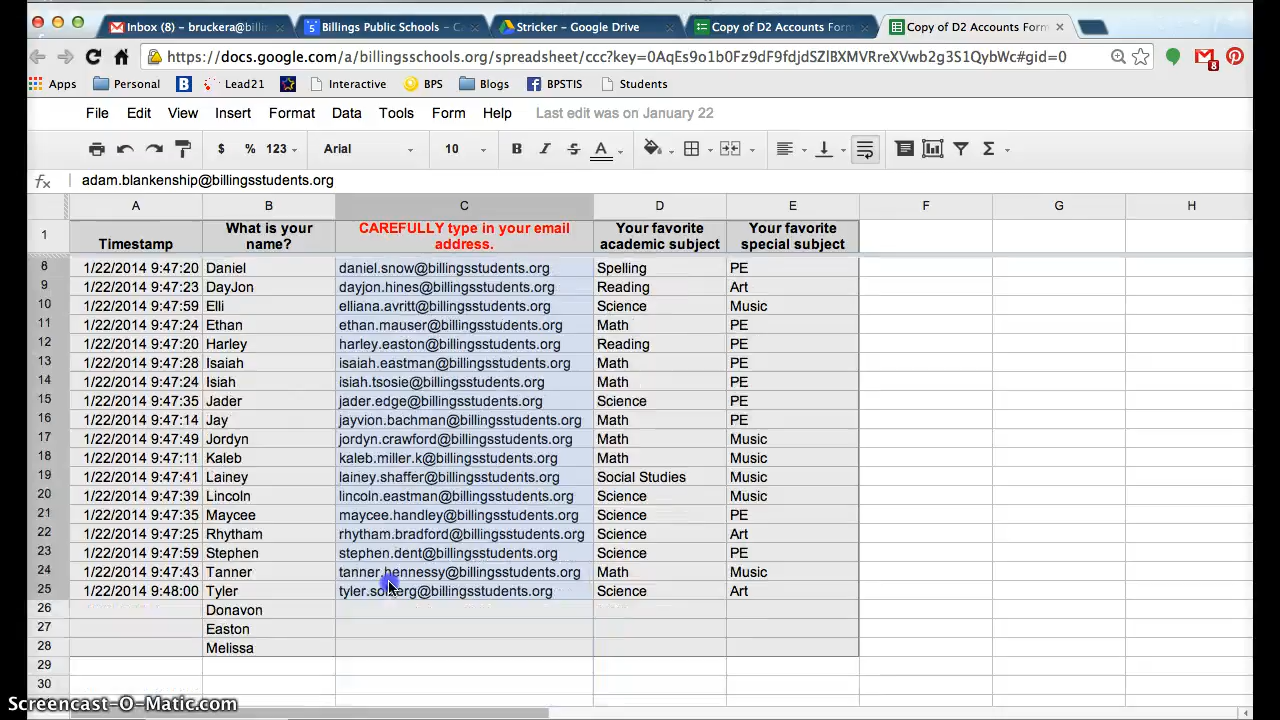 Inbox (8) – bruckera@billin
Billings Public Schools – C
Stricker – Google Drive
Copy of D2 Accounts Form
Copy of D2 Accounts Form
https://docs.google.com/a/billingsschools.org/spreadsheet/ccc?key=0AqEs9o1b0Fz9dF9fdjdSZlBXMVRreXVwb2g3S1QybWc#gid=0
8
Apps Personal Lead21 Interactive BPS Blogs BPSTIS Students
File Edit View Insert Format Data Tools Form Help Last edit was on January 22
$ % 123 Arial 10 B I S A Σ
fx adam.blankenship@billingsstudents.org
A B C D E F G H
1 Timestamp What is your name? CAREFULLY type in your email address. Your favorite academic subject Your favorite special subject
8 1/22/2014 9:47:20 Daniel daniel.snow@billingsstudents.org Spelling PE
9 1/22/2014 9:47:23 DayJon dayjon.hines@billingsstudents.org Reading Art
10 1/22/2014 9:47:59 Elli elliana.avritt@billingsstudents.org Science Music
11 1/22/2014 9:47:24 Ethan ethan.mauser@billingsstudents.org Math PE
12 1/22/2014 9:47:20 Harley harley.easton@billingsstudents.org Reading PE
13 1/22/2014 9:47:28 Isaiah isaiah.eastman@billingsstudents.org Math PE
14 1/22/2014 9:47:24 Isiah isiah.tsosie@billingsstudents.org Math PE
15 1/22/2014 9:47:35 Jader jader.edge@billingsstudents.org Science PE
16 1/22/2014 9:47:14 Jay jayvion.bachman@billingsstudents.org Math PE
17 1/22/2014 9:47:49 Jordyn jordyn.crawford@billingsstudents.org Math Music
18 1/22/2014 9:47:11 Kaleb kaleb.miller.k@billingsstudents.org Math Music
19 1/22/2014 9:47:41 Lainey lainey.shaffer@billingsstudents.org Social Studies Music
20 1/22/2014 9:47:39 Lincoln lincoln.eastman@billingsstudents.org Science Music
21 1/22/2014 9:47:35 Maycee maycee.handley@billingsstudents.org Science PE
22 1/22/2014 9:47:25 Rhytham rhytham.bradford@billingsstudents.org Science Art
23 1/22/2014 9:47:59 Stephen stephen.dent@billingsstudents.org Science PE
24 1/22/2014 9:47:43 Tanner tanner.hennessy@billingsstudents.org Math Music
25 1/22/2014 9:48:00 Tyler Science Art
26 Donavon
27 Easton
28 Melissa
29
30
Screencast-O-Matic.com